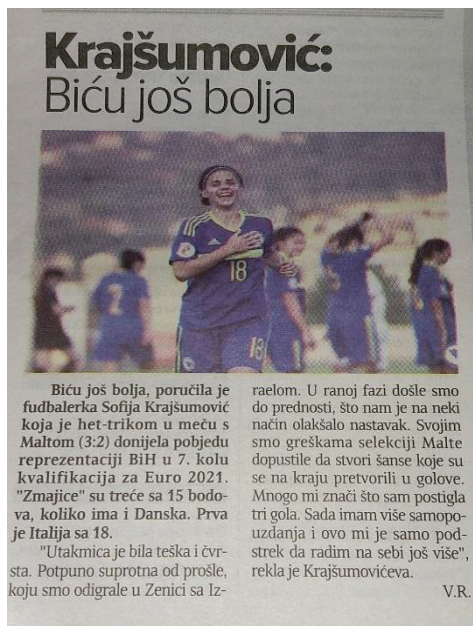 Krajšumović:
Biću još bolja
18
7
18
Biću još bolja, poručila je
fudbalerka Sofija Krajšumović
koja je het-trikom u meču s
Maltom (3:2) donijela pobjedu
reprezentaciji BiH u 7. kolu
kvalifikacija za Euro 2021.
"Zmajice" su treće sa 15 bodo-
va, koliko ima i Danska. Prva
je Italija sa 18.
"Utakmica je bila teška i čvr-
sta. Potpuno suprotna od prošle,
koju smo odigrale u Zenici sa Iz-
raelom. U ranoj fazi došle smo
do prednosti, što nam je na neki
način olakšalo nastavak. Svojim
smo greškama selekciji Malte
dopustile da stvori šanse koje su
se na kraju pretvorili u golove.
Mnogo mi znači što sam postigla
tri gola. Sada imam više samopo-
uzdanja i ovo mi je samo pod-
strek da radim na sebi još više",
rekla je Krajšumovićeva.
V.R.